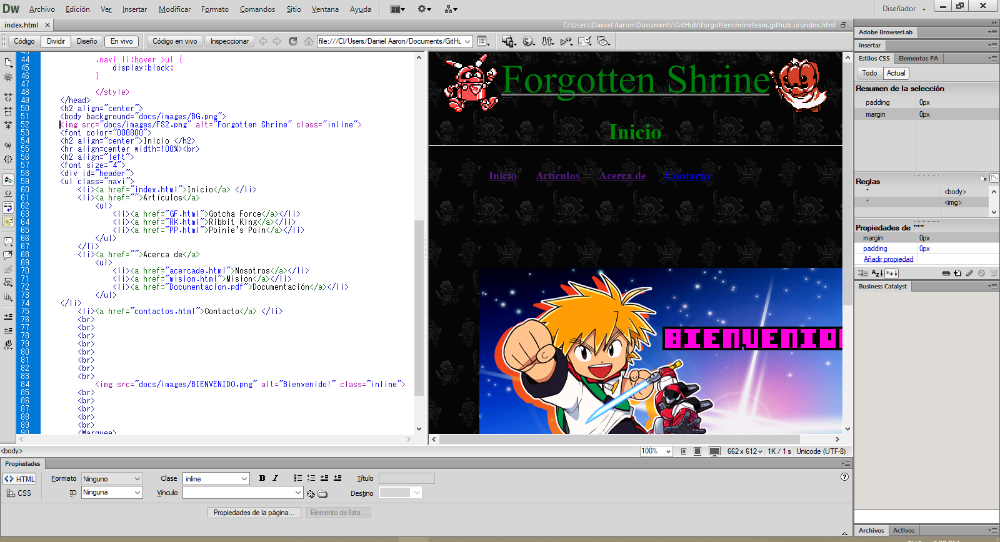 Dw Archivo Edición Ver Insertar Modificar Formato Comandos Sitio Ventana Ayuda Diseñador
index.html C:\Users\Daniel Aaron\Documents\GitHub\forgottenshrineteam.github.io\index.html
Código Dividir Diseño En vivo Código en vivo Inspeccionar file:///C|/Users/Daniel Aaron/Documents/GitHu
44 .navi li:hover >ul {
45 display:block;
46 }
47
48 </style>
49 </head>
50 <h2 align="center">
51 <body background="docs/images/BG.png">
52 <img src="docs/images/FS2.png" alt="Forgotten Shrine" class="inline">
53 <font color="008800">
54 <h2 align="center">Inicio </h2>
55 <hr align=center width=100%><br>
56 <h2 align="left">
57 <font size="4">
58 <div id="header">
59 <ul class="navi">
60 <li><a href="index.html">Inicio</a> </li>
61 <li><a href="">Artículos</a>
62 <ul>
63 <li><a href="GF.html">Gotcha Force</a></li>
64 <li><a href="RK.html">Ribbit King</a></li>
65 <li><a href="PP.html">Poinie's Poin</a></li>
66 </ul>
67 </li>
68 <li><a href="">Acerca de</a>
69 <ul>
70 <li><a href="acercade.html">Nosotros</a></li>
71 <li><a href="mision.html">Mision</a></li>
72 <li><a href="Documentacion.pdf">Documentación</a></li>
73 </ul>
74 </li>
75 <li><a href="contactos.html">Contacto</a> </li>
76 <br>
77 <br>
78 <br>
79 <br>
80 <br>
81 <br>
82 <br>
83 <br>
84 <img src="docs/images/BIENVENIDO.png" alt="Bienvenido!" class="inline">
85 <br>
86 <br>
87 <br>
88 <br>
89 <br>
90 <Marquee>
Forgotten Shrine
Inicio
Inicio Artículos Acerca de Contacto
BIENVENIDO
<body> 100% 662 x 612 1K / 1 s Unicode (UTF-8)
Propiedades
<> HTML Formato Ninguno Clase inline B I Título
CSS ID Ninguna Vínculo Destino
Propiedades de la página... Elemento de lista...
Adobe BrowserLab
Insertar
Estilos CSS Elementos PA
Todo Actual
Resumen de la selección
padding 0px
margin 0px
Reglas
* <body>
* <img>
Propiedades de "*"
margin 0px
padding 0px
Añadir propiedad
Business Catalyst
Archivos Activos